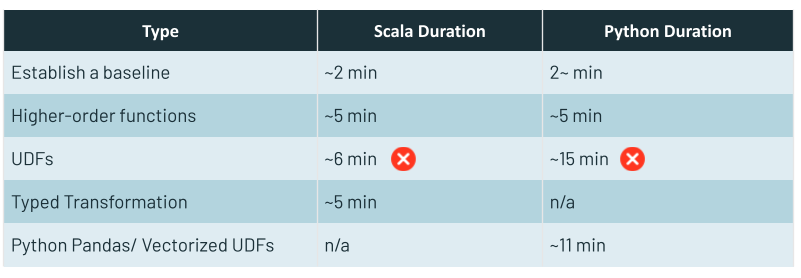 Type Scala Duration Python Duration
Establish a baseline ~2 min 2~ min
Higher-order functions ~5 min ~5 min
UDFs ~6 min ~15 min
Typed Transformation ~5 min n/a
Python Pandas/ Vectorized UDFs n/a ~11 min